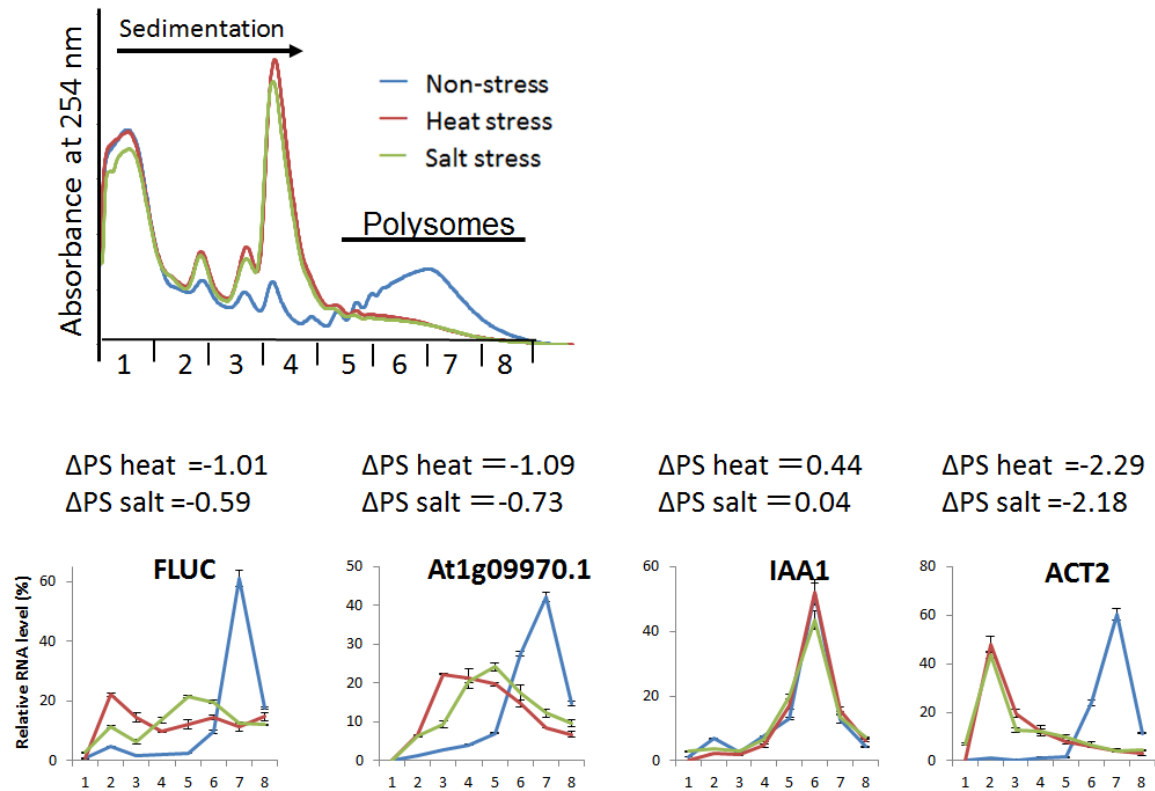 Sedimentation
Absorbance at 254 nm
Non-stress
Heat stress
Salt stress
Polysomes
1 2 3 4 5 6 7 8
ΔPS heat =-1.01
ΔPS salt =-0.59
ΔPS heat =-1.09
ΔPS salt =-0.73
ΔPS heat =0.44
ΔPS salt =0.04
ΔPS heat =-2.29
ΔPS salt =-2.18
Relative RNA level (%)
FLUC
60
40
20
0
1 2 3 4 5 6 7 8
At1g09970.1
50
40
30
20
10
0
1 2 3 4 5 6 7 8
IAA1
60
40
20
0
1 2 3 4 5 6 7 8
ACT2
80
60
40
20
0
1 2 3 4 5 6 7 8